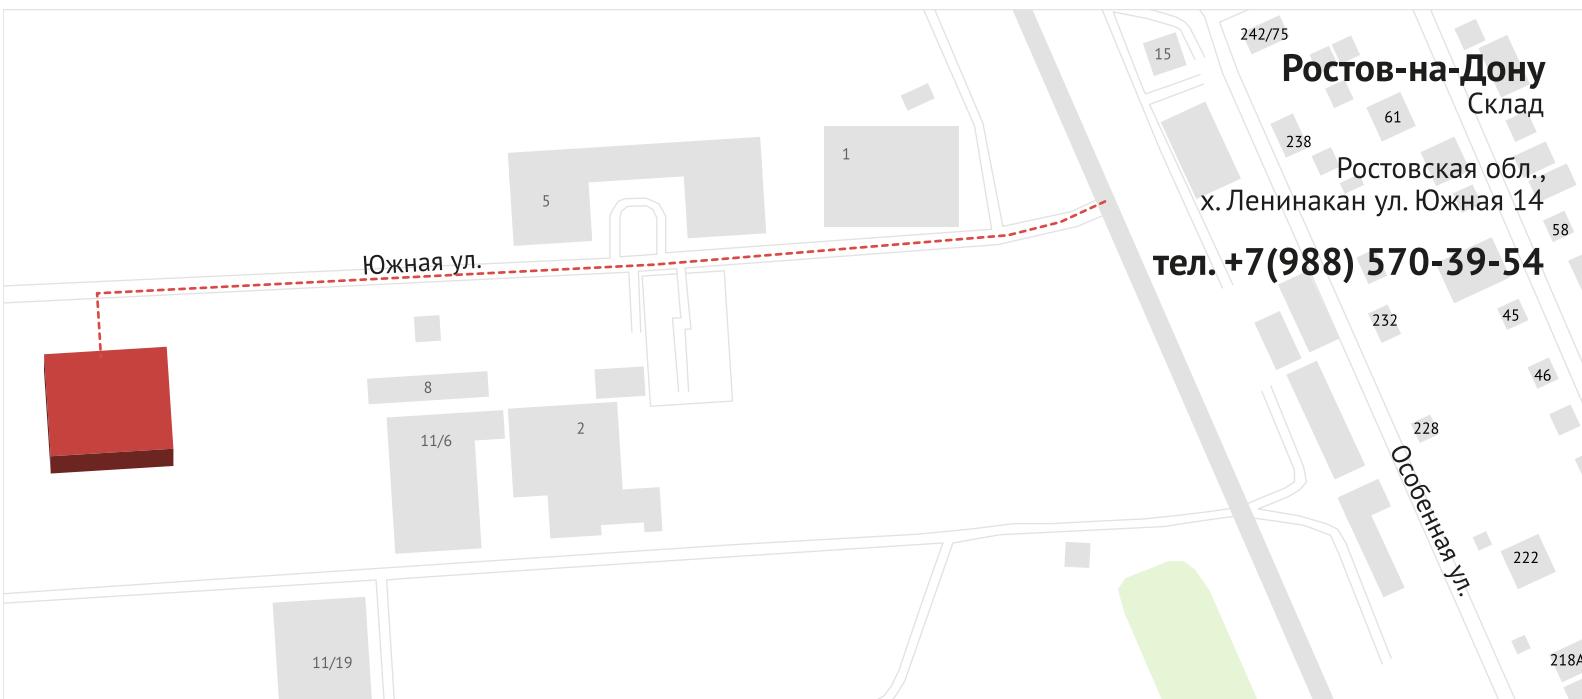 242/75
15
Ростов-на-Дону
Склад
61
238
1
Ростовская обл.,
х. Ленинакан ул. Южная 14
5
58
Южная ул.
тел. +7(988) 570-39-54
232
45
46
8
11/6
2
228
Особенная ул.
222
11/19
218А